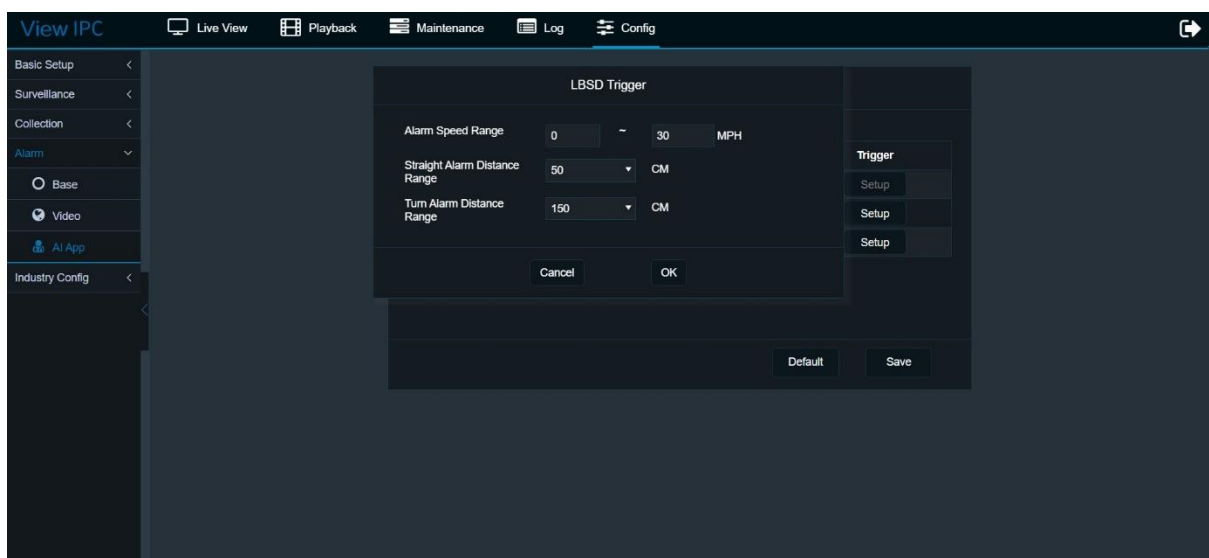 View IPC
Live View
Playback
Maintenance
Log
Config
Basic Setup
Surveillance
Collection
Alarm
Base
Video
AI App
Industry Config
LBSD Trigger
Alarm Speed Range 0 ~ 30 MPH
Straight Alarm Distance
Range
50 CM
Turn Alarm Distance
Range
150 CM
Cancel OK
Trigger
Setup
Setup
Setup
Default Save